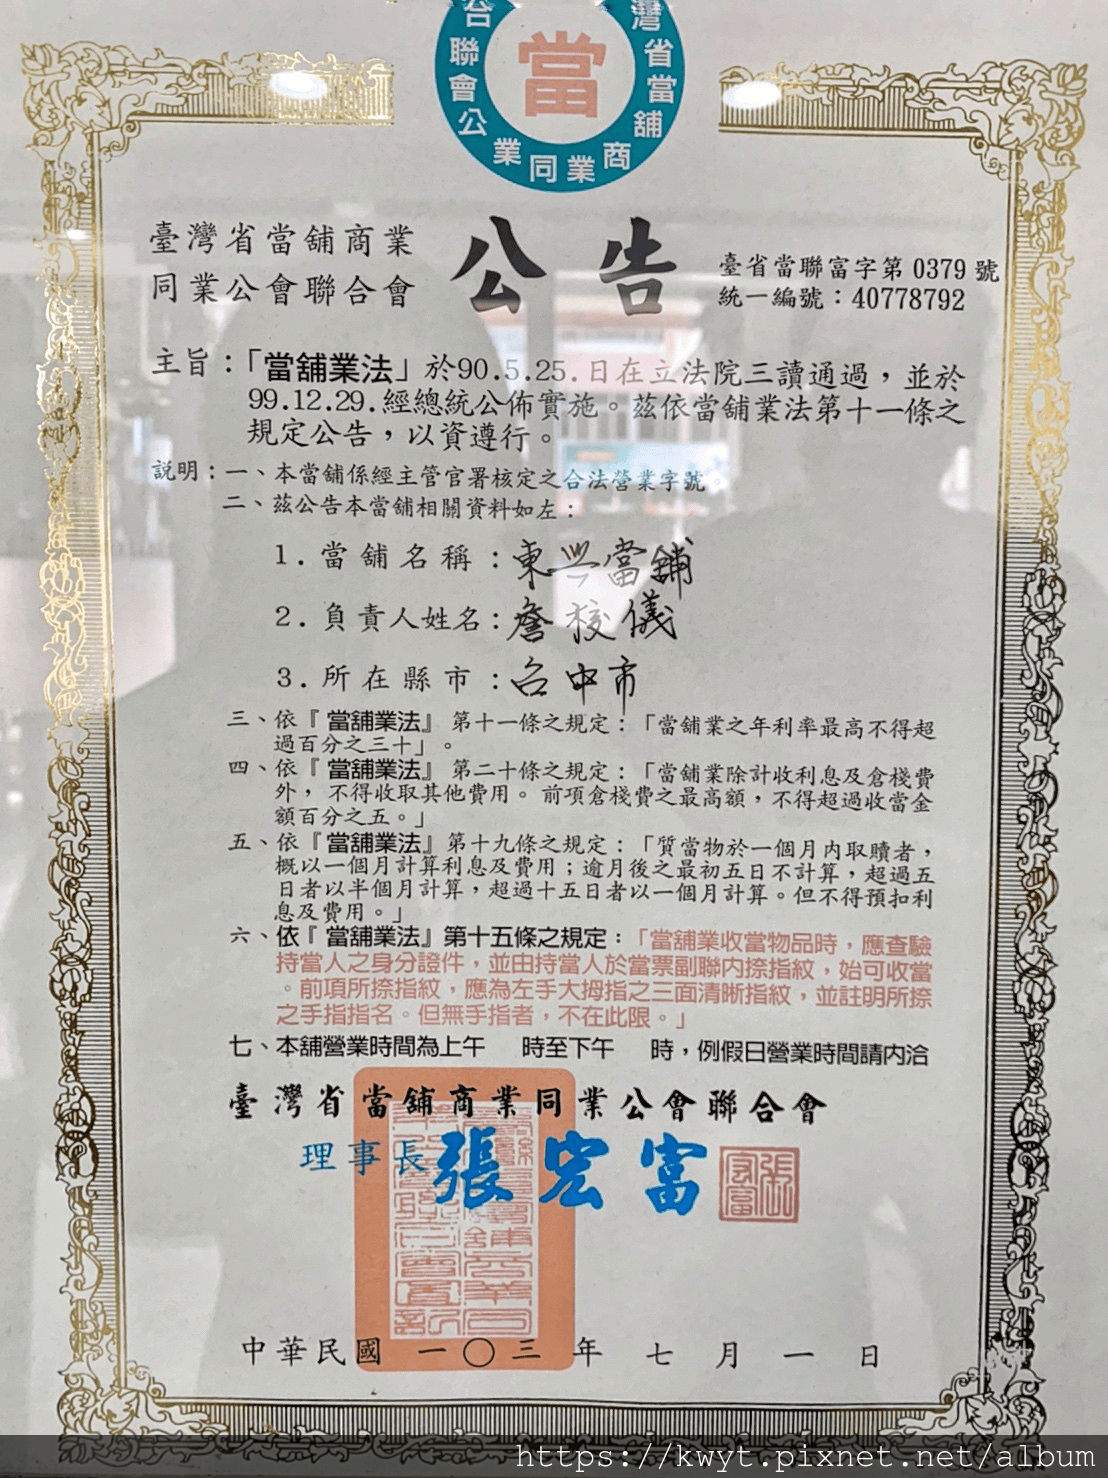 灣省當舖商業同業公會聯合
當
臺灣省當舖商業
同業公會聯合會
公告
臺省當聯富字第 0379 號
統一編號：40778792
主旨：「當舖業法」於90.5.25.日在立法院三讀通過，並於
99.12.29.經總統公佈實施。茲依當舖業法第十一條之
規定公告，以資遵行。
說明：一、本當舖係經主管官署核定之合法營業字號。
二、茲公告本當舖相關資料如左：
1.當舖名稱：東興當鋪
2.負責人姓名：詹校儀
3.所在縣市：台中市
三、依『當舖業法』第十一條之規定：「當舖業之年利率最高不得超
過百分之三十」。
四、依『當舖業法』第二十條之規定：「當舖業除計收利息及倉棧費
外，不得收取其他費用。前項倉棧費之最高額，不得超過收當金
額百分之五。」
五、依『當舖業法』第十九條之規定：「質當物於一個月內取贖者，
概以一個月計算利息及費用；逾月後之最初五日不計算，超過五
日者以半個月計算，超過十五日者以一個月計算。但不得預扣利
息及費用。」
六、依『當舖業法』第十五條之規定：「當舖業收當物品時，應查驗
持當人之身分證件，並由持當人於當票副聯內捺指紋，始可收當
。前項所捺指紋，應為左手大拇指之三面清晰指紋，並註明所捺
之手指指名。但無手指者，不在此限。」
七、本舖營業時間為上午　時至下午　時，例假日營業時間請內洽
臺灣省當舖商業同業公會聯合會
理事長 張宏富
張宏富
中華民國 一〇三 年 七 月 一 日
https://kwyt.pixnet.net/album